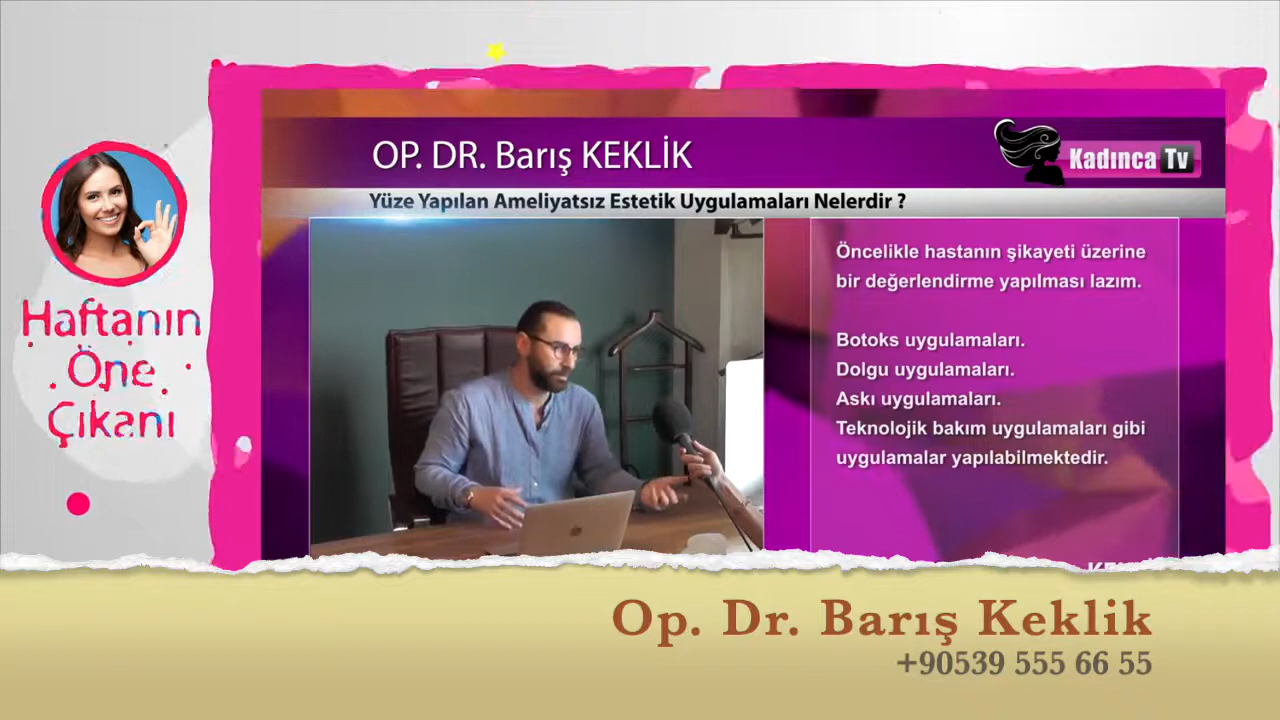 OP. DR. Barış KEKLİK
Kadınca Tv
Yüze Yapılan Ameliyatsız Estetik Uygulamaları Nelerdir ?
Öncelikle hastanın şikayeti üzerine
bir değerlendirme yapılması lazım.
Botoks uygulamaları.
Dolgu uygulamaları.
Askı uygulamaları.
Teknolojik bakım uygulamaları gibi
uygulamalar yapılabilmektedir.
Haftanın
Öne
Çıkanı
Op. Dr. Barış Keklik
+90539 555 66 55